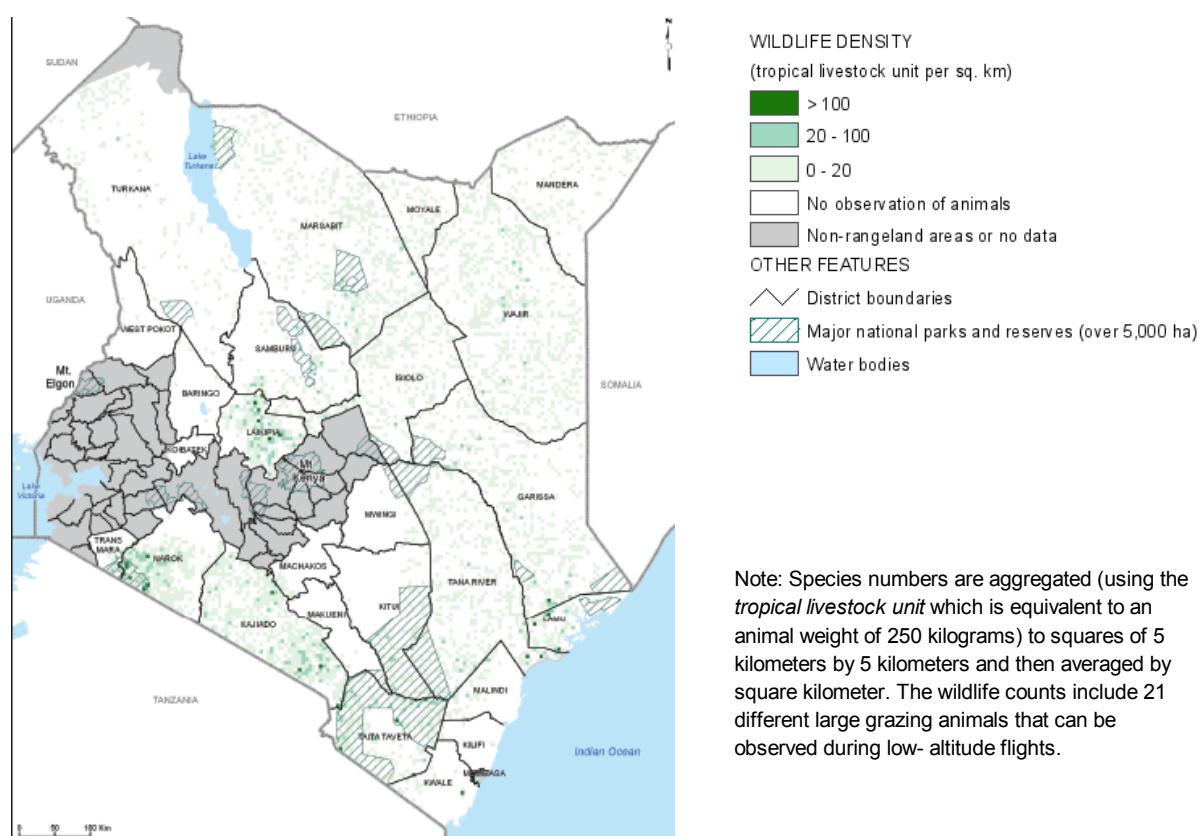 N
SUDAN
ETHIOPIA
Lake
Turkana
MANDERA
TURKANA
MOYALE
MARSABIT
UGANDA
WAJIR
WEST POKOT
SAMBURU
Mt.
Elgon
ISIOLO
SOMALIA
BARINGO
LAIKIPIA
KOIBATEK
Mt
Kenya
Lake
Victoria
GARISSA
MWINGI
TRANS
MARA
NAROK
MACHAKOS
TANA RIVER
KITUI
MAKUENI
LAMU
KAJIADO
MALINDI
TANZANIA
TAITA TAVETA
KILIFI
Indian Ocean
KWALE
0 50 100 Km
WILDLIFE DENSITY
(tropical livestock unit per sq. km)
> 100
20 - 100
0 - 20
No observation of animals
Non-rangeland areas or no data
OTHER FEATURES
District boundaries
Major national parks and reserves (over 5,000 ha)
Water bodies
Note: Species numbers are aggregated (using the
tropical livestock unit which is equivalent to an
animal weight of 250 kilograms) to squares of 5
kilometers by 5 kilometers and then averaged by
square kilometer. The wildlife counts include 21
different large grazing animals that can be
observed during low- altitude flights.